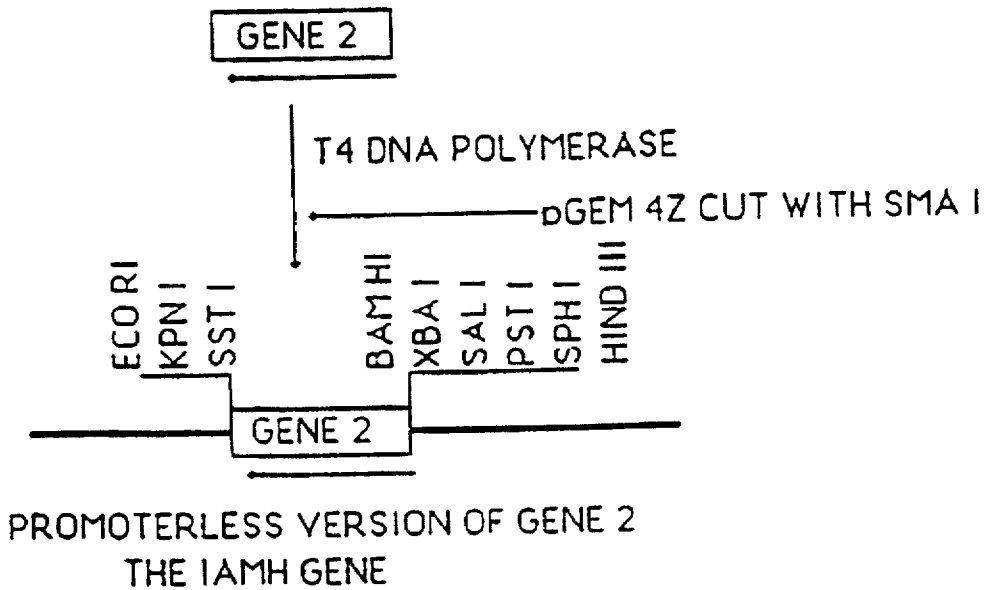 GENE 2
T4 DNA POLYMERASE
pGEM 4Z CUT WITH SMA I
ECO RI
KPN I
SST I
BAM HI
XBA I
SAL I
PST I
SPH I
HIND III
GENE 2
PROMOTERLESS VERSION OF GENE 2
THE IAMH GENE